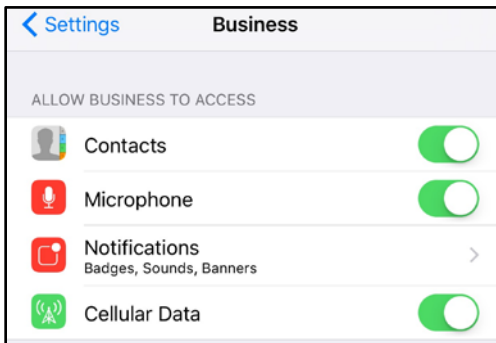 Settings
Business
ALLOW BUSINESS TO ACCESS
Contacts
Microphone
Notifications
Badges, Sounds, Banners
Cellular Data